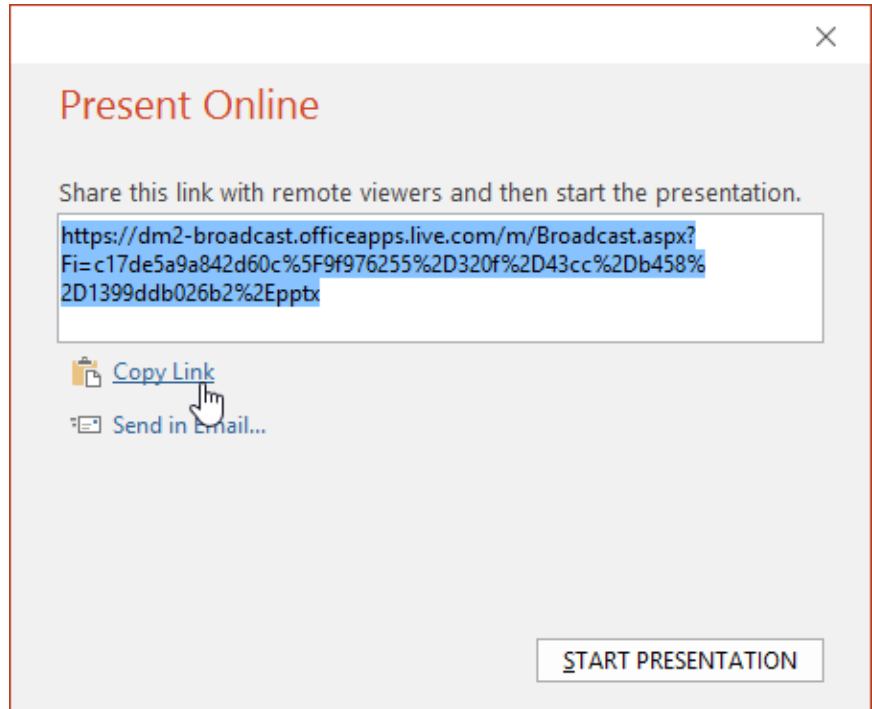 Present Online
Share this link with remote viewers and then start the presentation.
https://dm2-broadcast.officeapps.live.com/m/Broadcast.aspx?
Fi=c17de5a9a842d60c%5F9f976255%2D320f%2D43cc%2Db458%
2D1399ddb026b2%2Epptx
Copy Link
Send in Email...
START PRESENTATION